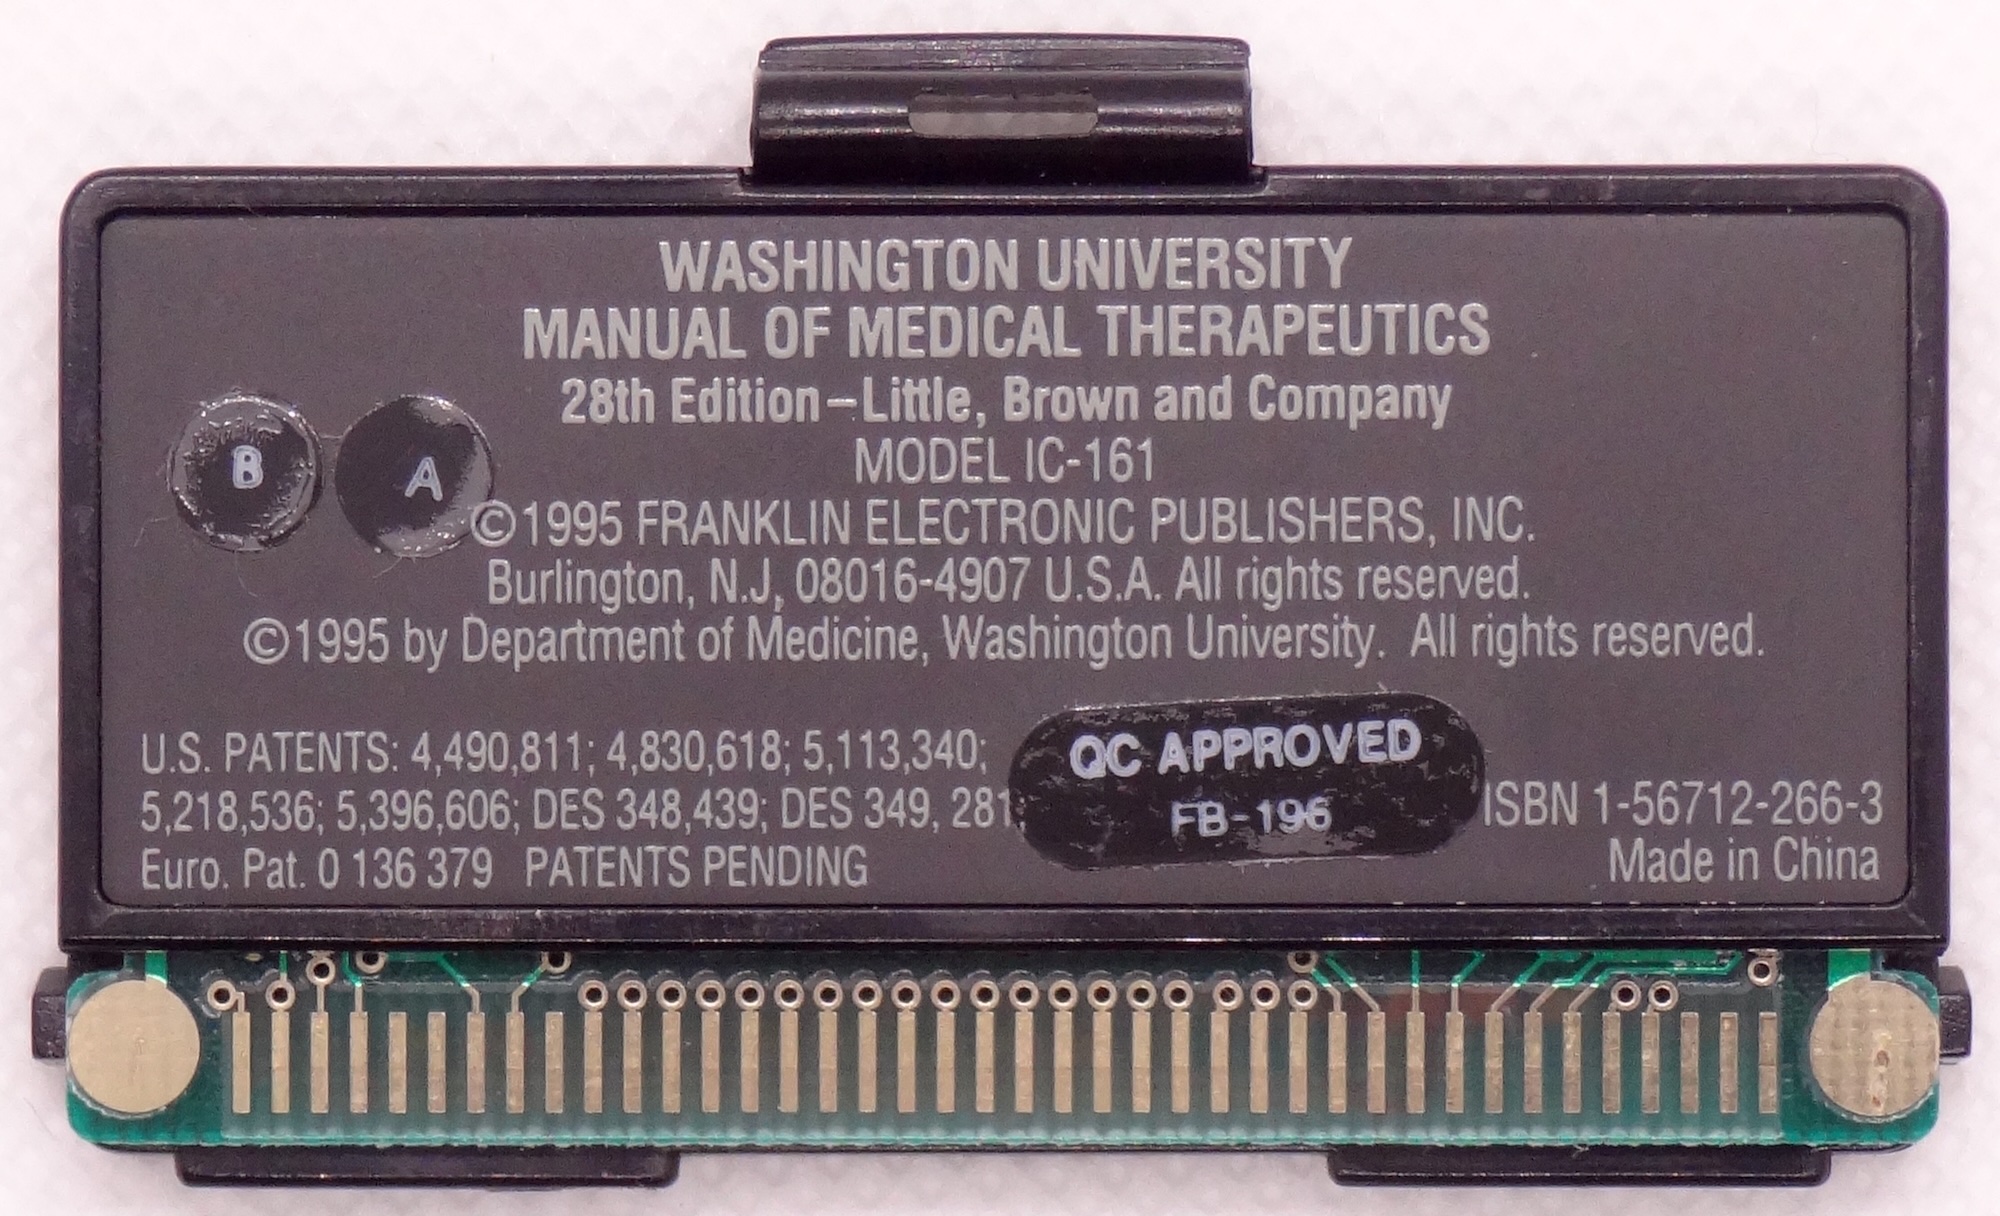 WASHINGTON UNIVERSITY
MANUAL OF MEDICAL THERAPEUTICS
28th Edition–Little, Brown and Company
MODEL IC-161
B A
©1995 FRANKLIN ELECTRONIC PUBLISHERS, INC.
Burlington, N.J. 08016-4907 U.S.A. All rights reserved.
©1995 by Department of Medicine, Washington University. All rights reserved.
U.S. PATENTS: 4,490,811; 4,830,618; 5,113,340;
5,218,536; 5,396,606; DES 348,439; DES 349, 281
Euro. Pat. 0 136 379 PATENTS PENDING
QC APPROVED
FB-196
ISBN 1-56712-266-3
Made in China